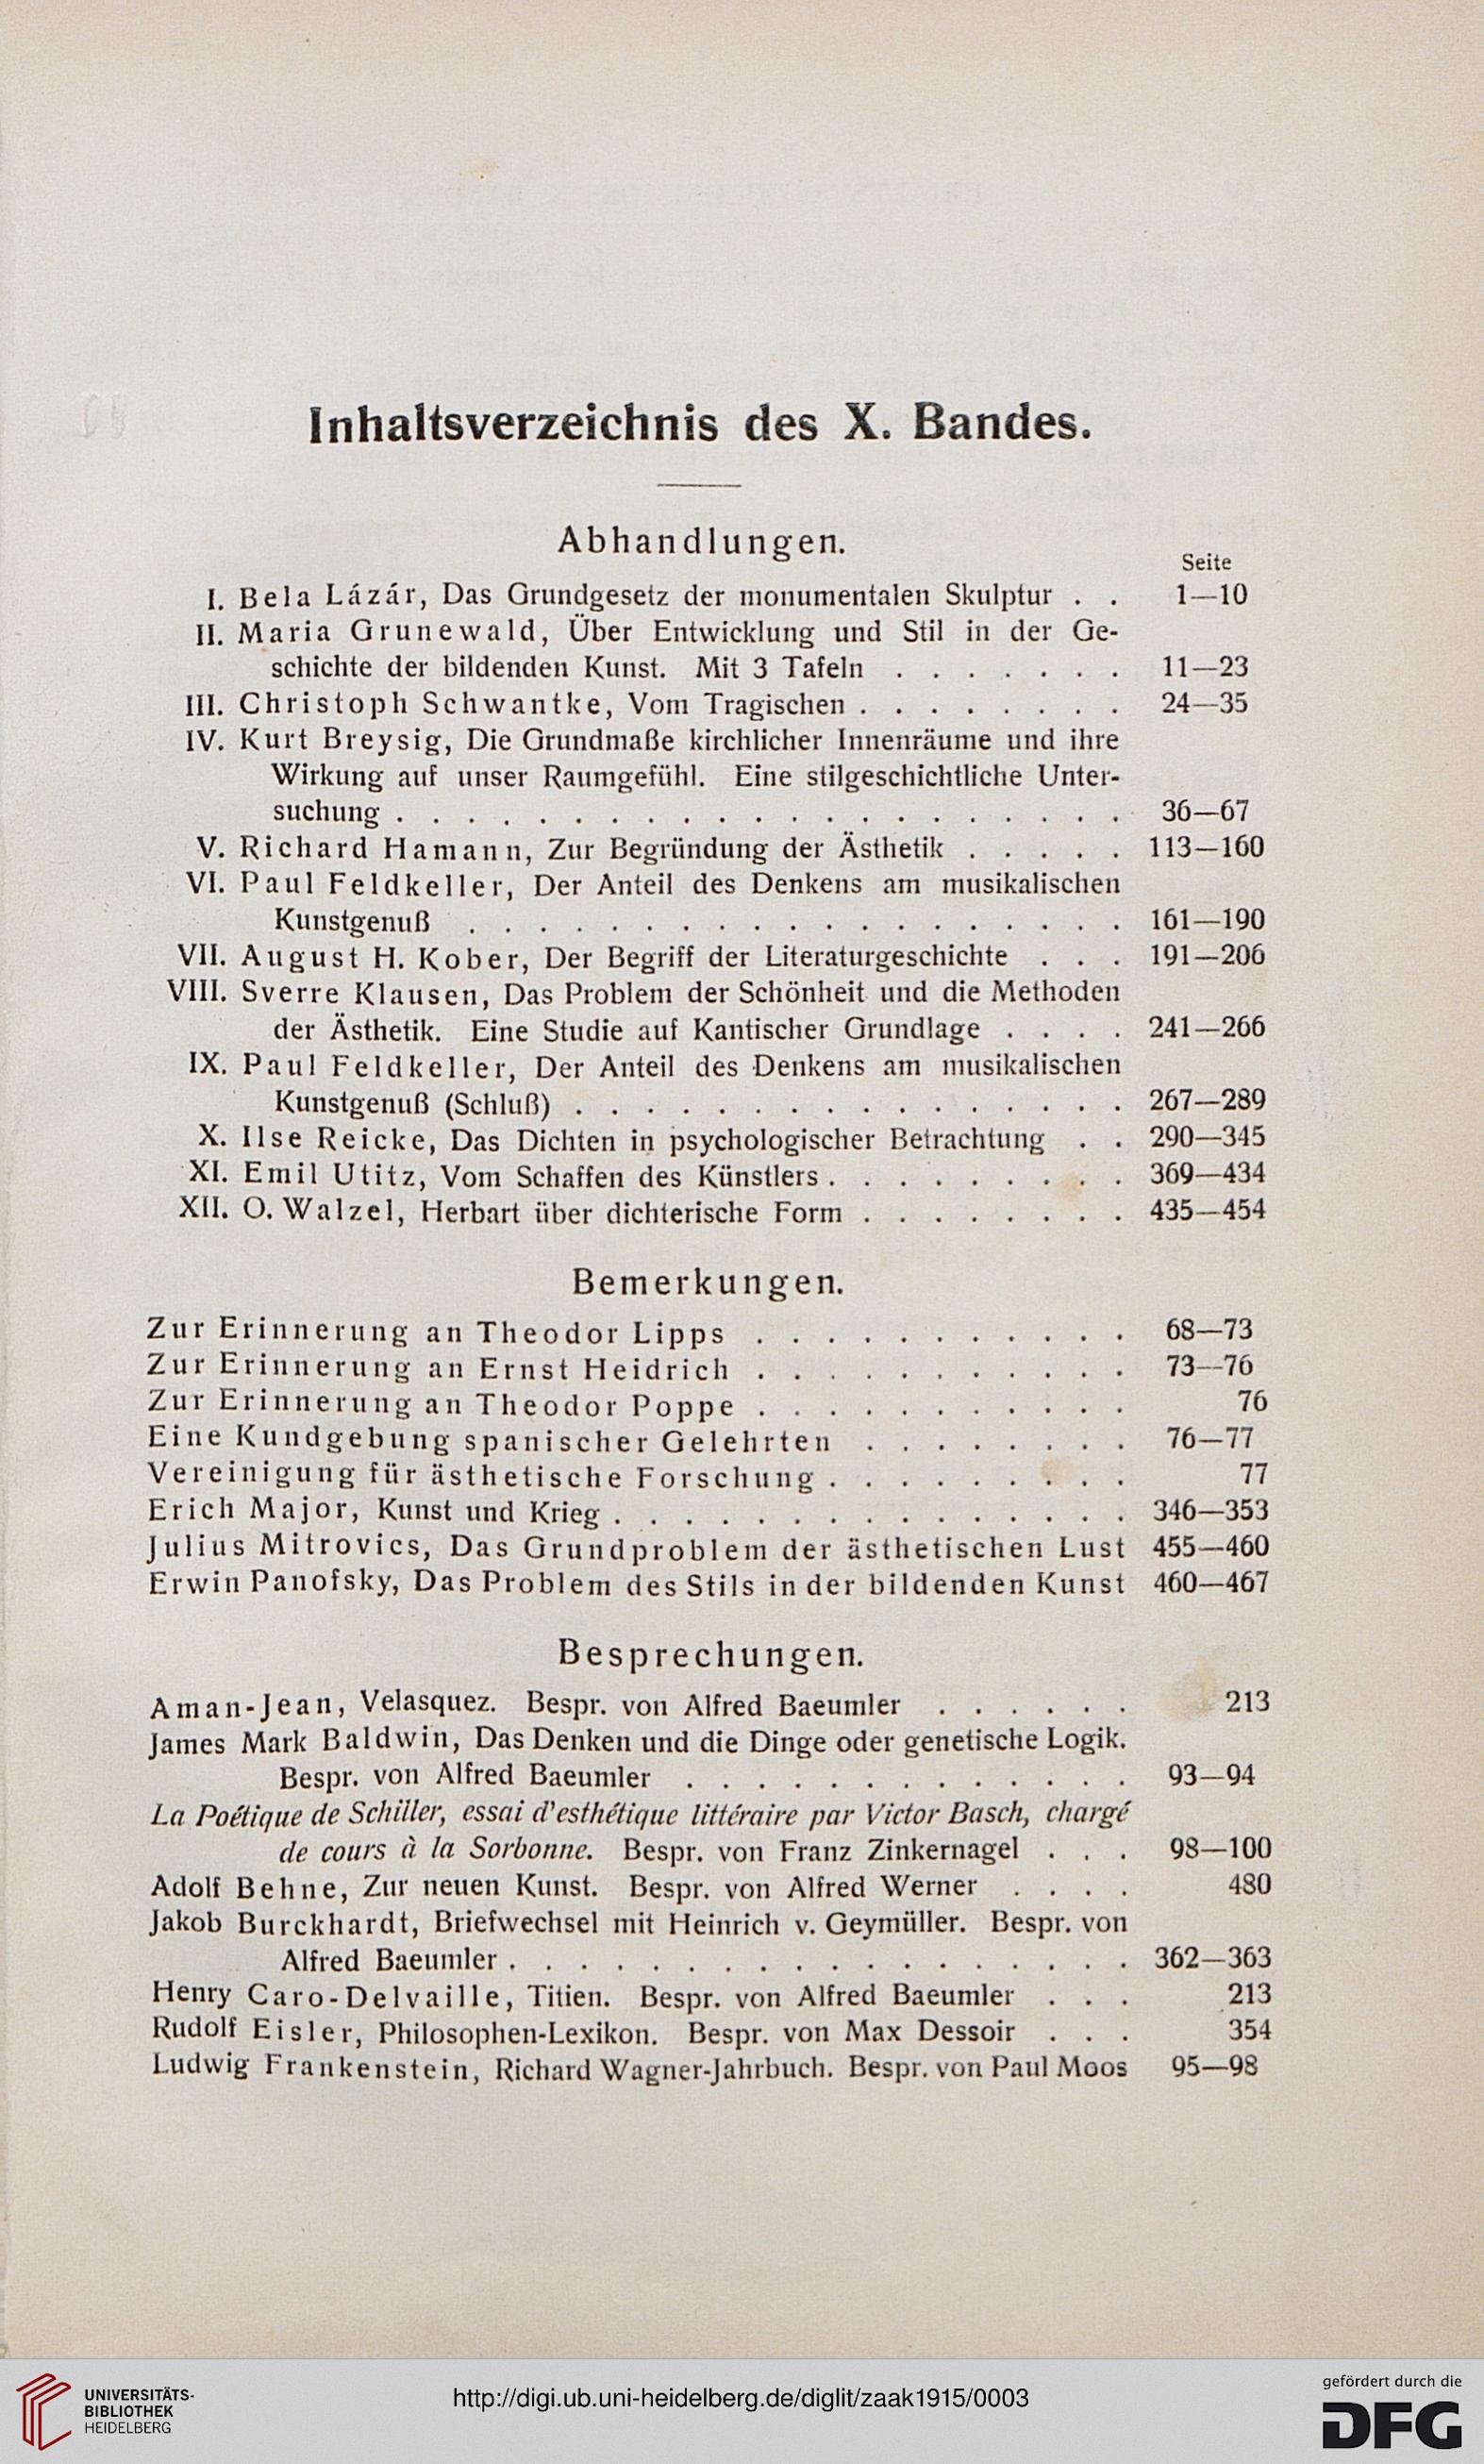 Inhaltsverzeichnis des X. Bandes.
Abhandlungen.
Seite
I. Bela Lázár, Das Grundgesetz der monumentalen Skulptur . . 1—10
II. Maria Grunewald, Über Entwicklung und Stil in der Ge-
schichte der bildenden Kunst. Mit 3 Tafeln . . . . . . . 11—23
III. Christoph Schwantke, Vom Tragischen . . . . . . . . 24—35
IV. Kurt Breysig, Die Grundmaße kirchlicher Innenräume und ihre
Wirkung auf unser Raumgefühl. Eine stilgeschichtliche Unter-
suchung . . . . . . . . . . . . . . . . . . . . . 36—67
V. Richard Hamann, Zur Begründung der Ästhetik . . . . . 113—160
VI. Paul Feldkeller, Der Anteil des Denkens am musikalischen
Kunstgenuß . . . . . . . . . . . . . . . . . . . 161—190
VII. August H. Kober, Der Begriff der Literaturgeschichte . . . 191—206
VIII. Sverre Klausen, Das Problem der Schönheit und die Methoden
der Ästhetik. Eine Studie auf Kantischer Grundlage . . . . 241—266
IX. Paul Feldkeller, Der Anteil des Denkens am musikalischen
Kunstgenuß (Schluß) . . . . . . . . . . . . . . . . 267—289
X. Ilse Reicke, Das Dichten in psychologischer Betrachtung . . 290—345
XI. Emil Utitz, Vom Schaffen des Künstlers . . . . . . . . . 369—434
XII. O. Walzel, Herbart über dichterische Form . . . . . . . . 435—454
Bemerkungen.
Zur Erinnerung an Theodor Lipps . . . . . . . . . . . 68—73
Zur Erinnerung an Ernst Heidrich . . . . . . . . . . . 73—76
Zur Erinnerung an Theodor Poppe . . . . . . . . . . . 76
Eine Kundgebung spanischer Gelehrten . . . . . . . . 76—77
Vereinigung für ästhetische Forschung . . . . . . . . . 77
Erich Major, Kunst und Krieg . . . . . . . . . . . . . . . 346—353
Julius Mitrovics, Das Grundproblem der ästhetischen Lust 455—460
Erwin Panofsky, Das Problem des Stils in der bildenden Kunst 460—467
Besprechungen.
Aman-Jean, Velasquez. Bespr. von Alfred Baeumler . . . . . . 213
James Mark Baldwin, Das Denken und die Dinge oder genetische Logik.
Bespr. von Alfred Baeumler . . . . . . . . . . . . . 93—94
La Poétique de Schiller, essai d'esthétique littéraire par Victor Basch, chargé
de cours à la Sorbonne. Bespr. von Franz Zinkernagel . . . 98—100
Adolf Behne, Zur neuen Kunst. Bespr. von Alfred Werner . . . . 480
Jakob Burckhardt, Briefwechsel mit Heinrich v. Geymüller. Bespr. von
Alfred Baeumler . . . . . . . . . . . . . . . . . . 362—363
Henry Caro-Delvaille, Titien. Bespr. von Alfred Baeumler . . . 213
Rudolf Eisler, Philosophen-Lexikon. Bespr. von Max Dessoir . . . 354
Ludwig Frankenstein, Richard Wagner-Jahrbuch. Bespr. von Paul Moos 95—98
UNIVERSITÄTS-
BIBLIOTHEK
HEIDELBERG
http://digi.ub.uni-heidelberg.de/diglit/zaak1915/0003
gefördert durch die
DFG